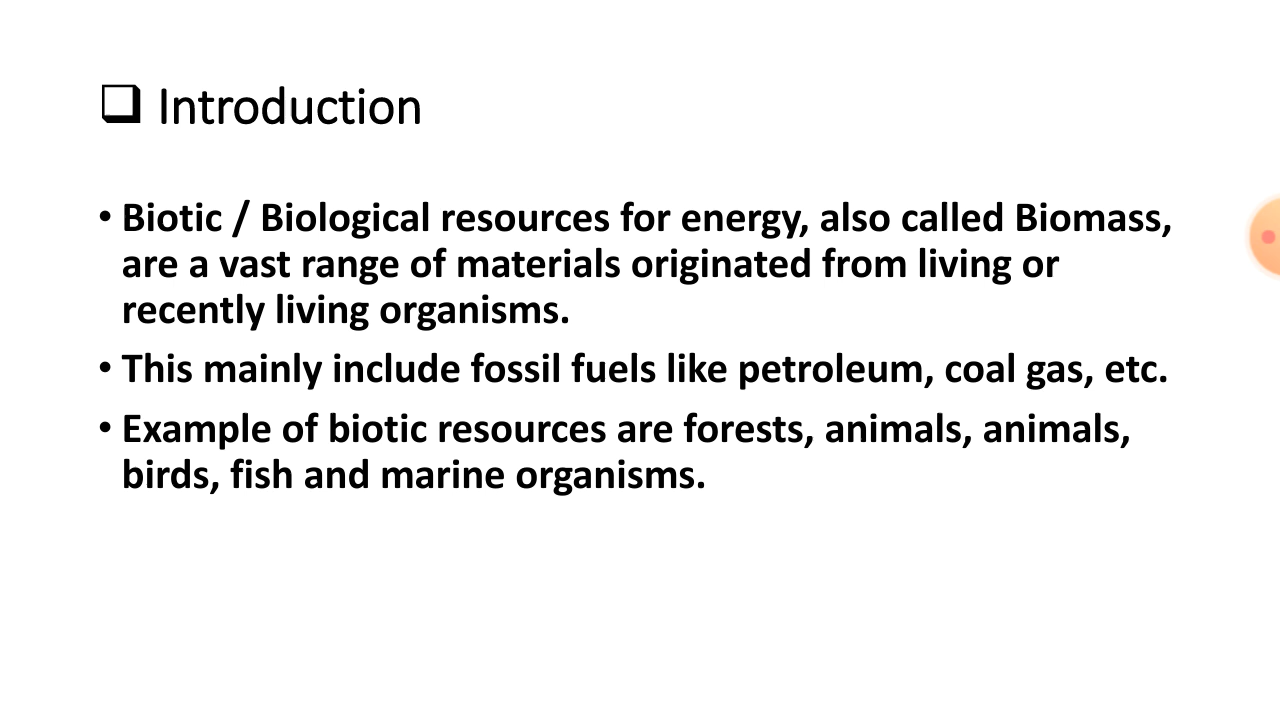 ❑ Introduction
• Biotic / Biological resources for energy, also called Biomass,
are a vast range of materials originated from living or
recently living organisms.
• This mainly include fossil fuels like petroleum, coal gas, etc.
• Example of biotic resources are forests, animals, animals,
birds, fish and marine organisms.